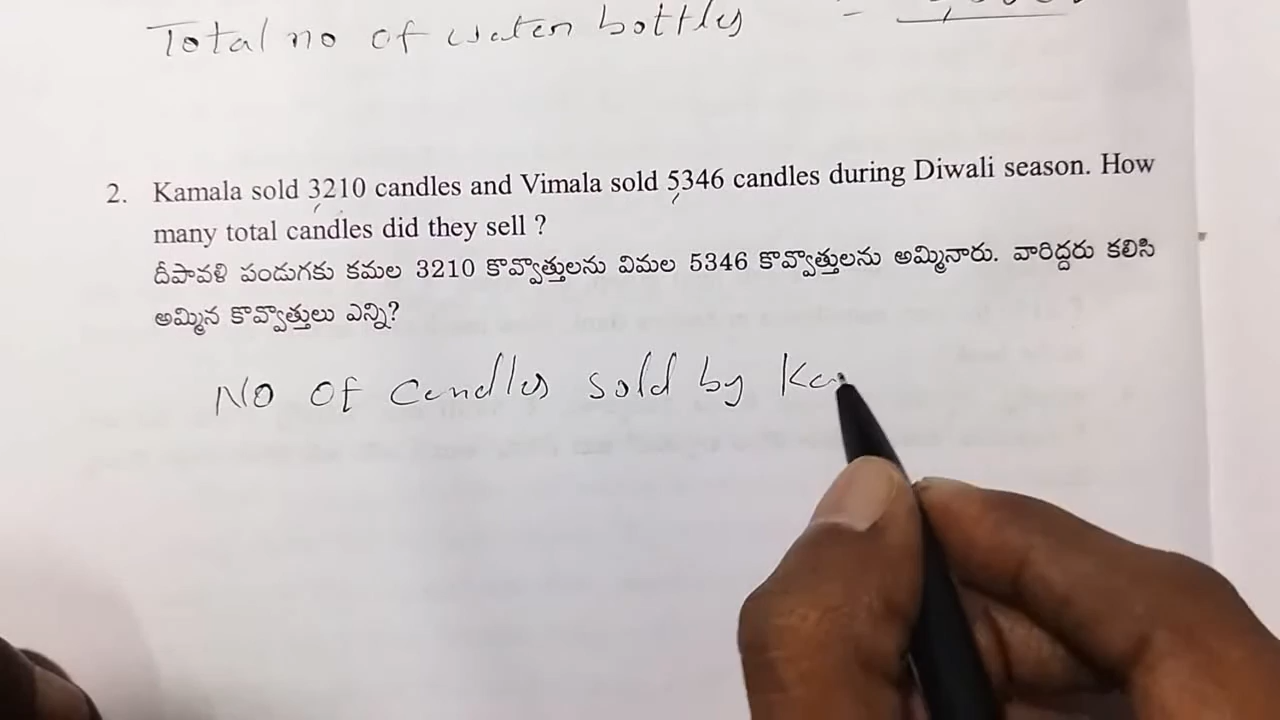 Total no of water bottles =
2. Kamala sold 3210 candles and Vimala sold 5346 candles during Diwali season. How
many total candles did they sell ?
దీపావళి పండుగకు కమల 3210 కొవ్వొత్తులను విమల 5346 కొవ్వొత్తులను అమ్మినారు. వారిద్దరు కలిసి
అమ్మిన కొవ్వొత్తులు ఎన్ని?
No Of Candles sold by Ka